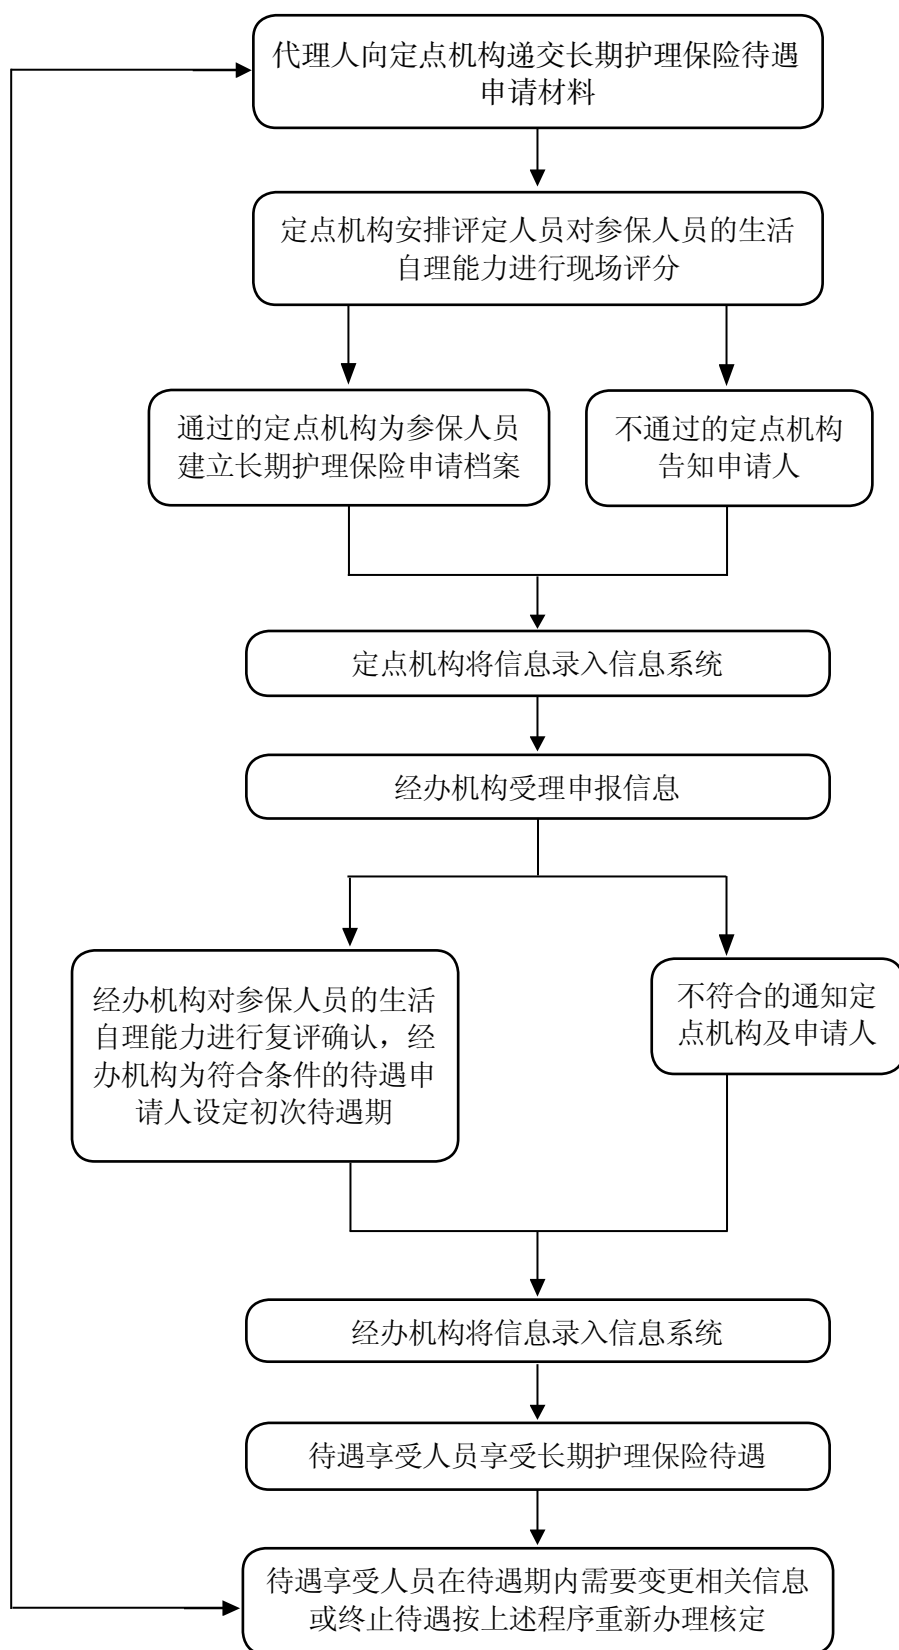 代理人向定点机构递交长期护理保险待遇
申请材料
定点机构安排评定人员对参保人员的生活
自理能力进行现场评分
通过的定点机构为参保人员
建立长期护理保险申请档案
不通过的定点机构
告知申请人
定点机构将信息录入信息系统
经办机构受理申报信息
经办机构对参保人员的生活
自理能力进行复评确认，经
办机构为符合条件的待遇申
请人设定初次待遇期
不符合的通知定
点机构及申请人
经办机构将信息录入信息系统
待遇享受人员享受长期护理保险待遇
待遇享受人员在待遇期内需要变更相关信息
或终止待遇按上述程序重新办理核定